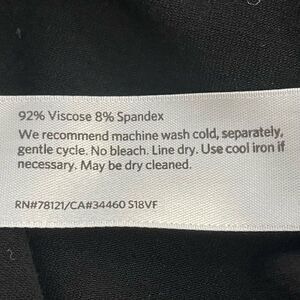 92% Viscose 8% Spandex
We recommend machine wash cold, separately,
gentle cycle. No bleach. Line dry. Use cool iron if
necessary. May be dry cleaned.
RN#78121/CA#34460 S18VF